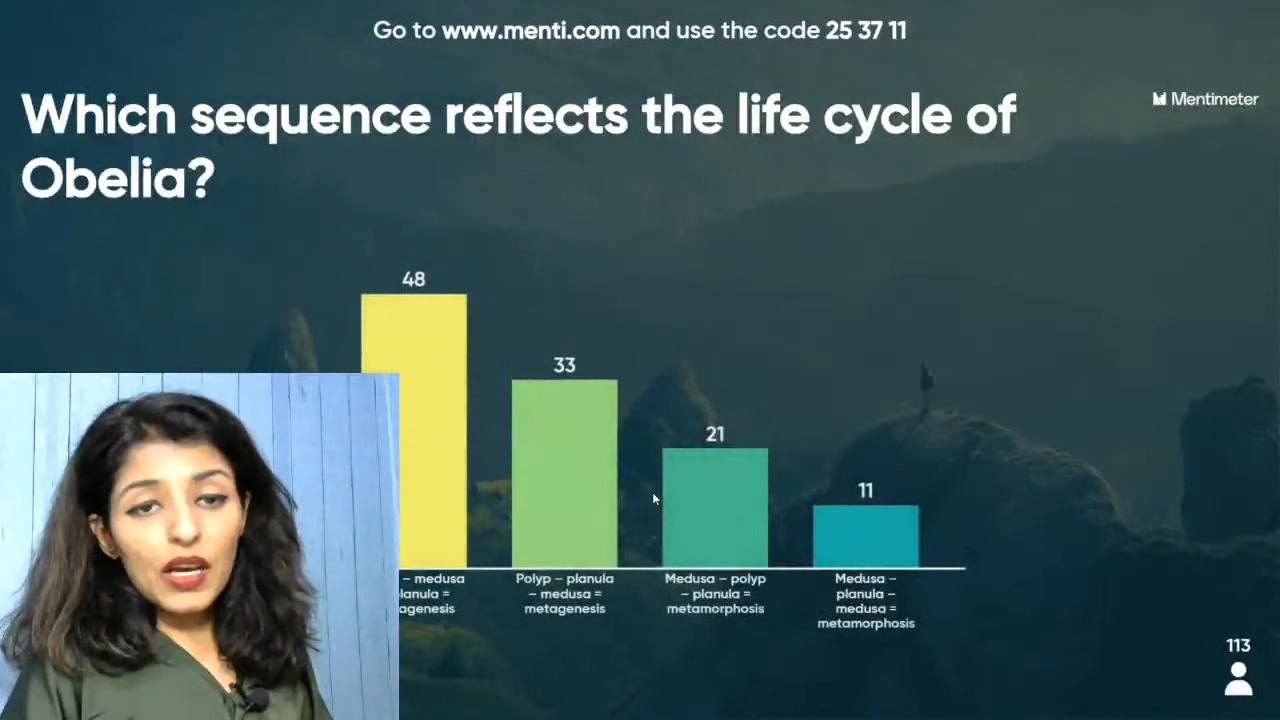 Go to www.menti.com and use the code 25 37 11
Which sequence reflects the life cycle of
Obelia?
Mentimeter
48
33
21
11
– medusa
Polyp – planula
– medusa =
metagenesis
Medusa – polyp
– planula =
metamorphosis
Medusa –
planula –
medusa =
metamorphosis
113